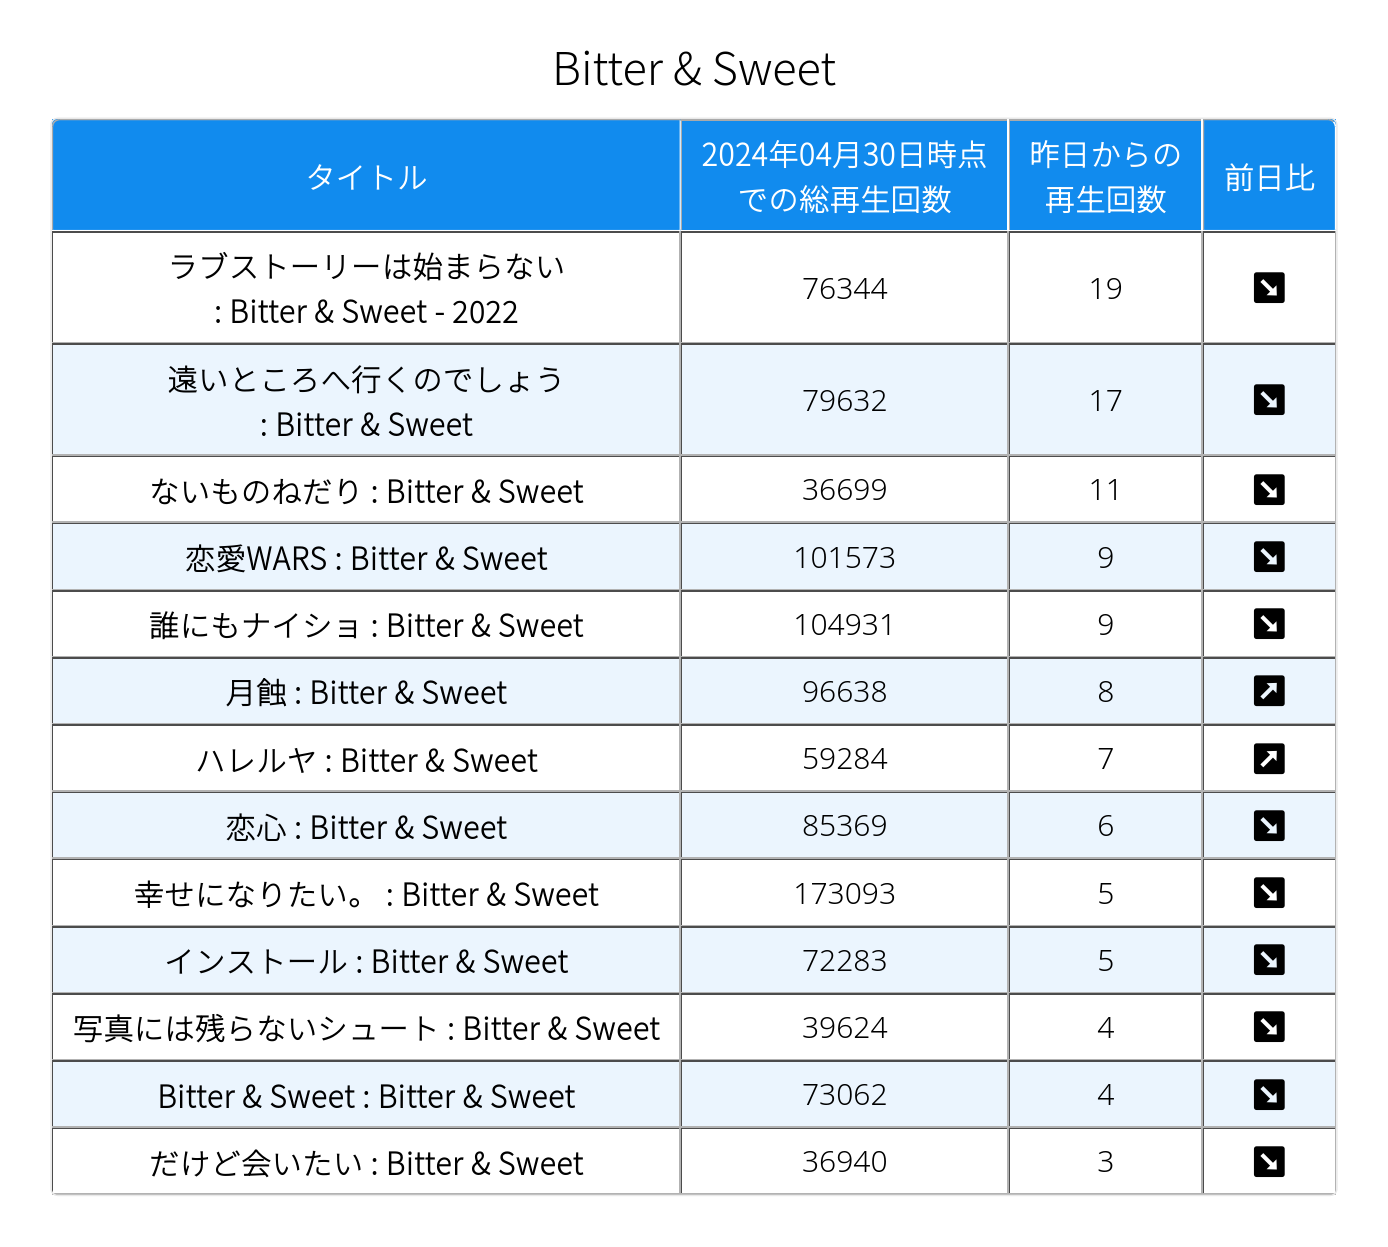 Bitter & Sweet
タイトル
2024年04月30日時点
での総再生回数
昨日からの
再生回数
前日比
ラブストーリーは始まらない
: Bitter & Sweet - 2022
76344
19
遠いところへ行くのでしょう
: Bitter & Sweet
79632
17
ないものねだり : Bitter & Sweet
36699
11
恋愛WARS : Bitter & Sweet
101573
9
誰にもナイショ : Bitter & Sweet
104931
9
月蝕 : Bitter & Sweet
96638
8
ハレルヤ : Bitter & Sweet
59284
7
恋心 : Bitter & Sweet
85369
6
幸せになりたい。 : Bitter & Sweet
173093
5
インストール : Bitter & Sweet
72283
5
写真には残らないシュート : Bitter & Sweet
39624
4
Bitter & Sweet : Bitter & Sweet
73062
4
だけど会いたい : Bitter & Sweet
36940
3